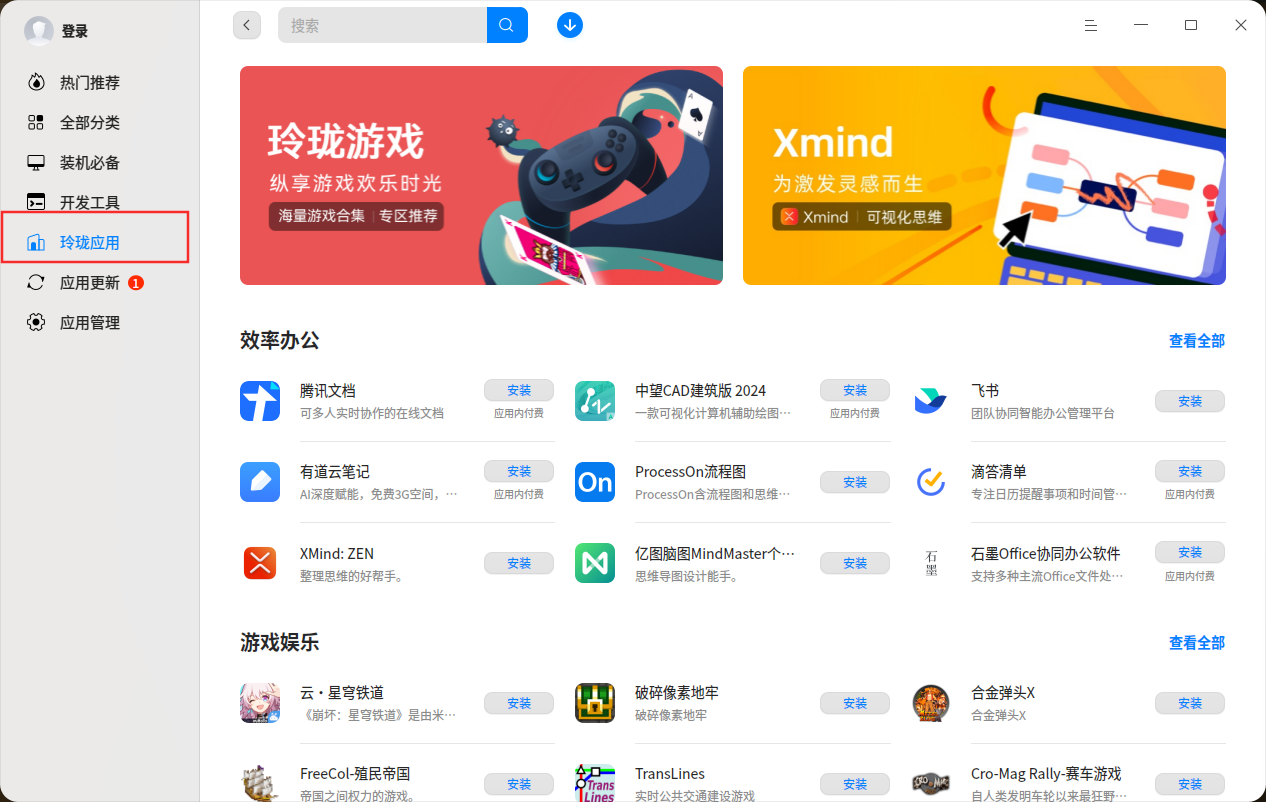 登录
热门推荐
全部分类
装机必备
开发工具
玲珑应用
应用更新 1
应用管理
搜索
玲珑游戏
纵享游戏欢乐时光
海量游戏合集 | 专区推荐
A
Xmind
为激发灵感而生
Xmind | 可视化思维
效率办公
查看全部
腾讯文档
可多人实时协作的在线文档
安装
应用内付费
中望CAD建筑版 2024
一款可视化计算机辅助绘图…
安装
应用内付费
飞书
团队协同智能办公管理平台
安装
有道云笔记
AI深度赋能，免费3G空间，…
安装
应用内付费
On
ProcessOn流程图
ProcessOn含流程图和思维…
安装
滴答清单
专注日历提醒事项和时间管…
安装
应用内付费
XMind: ZEN
整理思维的好帮手。
安装
亿图脑图MindMaster个…
思维导图设计能手。
安装
石墨
石墨Office协同办公软件
支持多种主流Office文件处…
安装
应用内付费
游戏娱乐
查看全部
云·星穹铁道
《崩坏：星穹铁道》是由米…
安装
破碎像素地牢
破碎像素地牢
安装
合金弹头X
合金弹头X
安装
FreeCol-殖民帝国
帝国之间权力的游戏。
安装
Trans
Lines
TransLines
实时公共交通建设游戏
安装
CRO MAG
Cro-Mag Rally-赛车游戏
自人类发明车轮以来最狂野…
安装